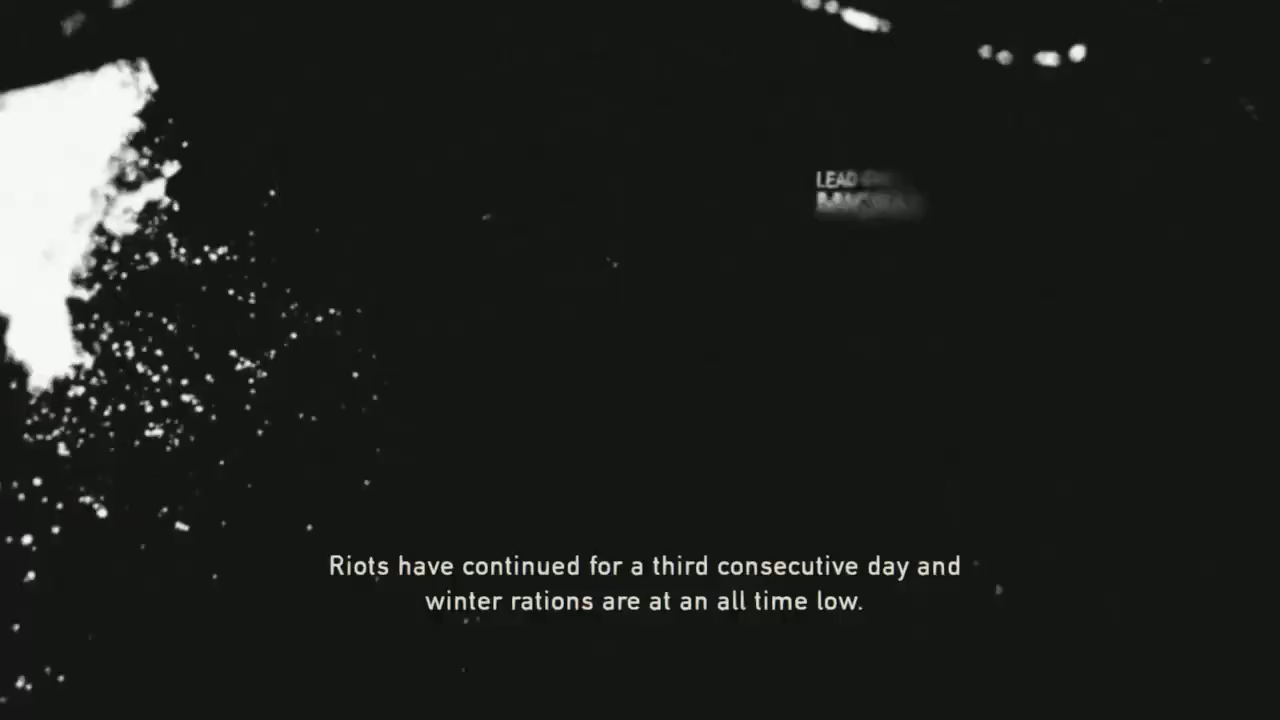 LEAD
Riots have continued for a third consecutive day and
winter rations are at an all time low.